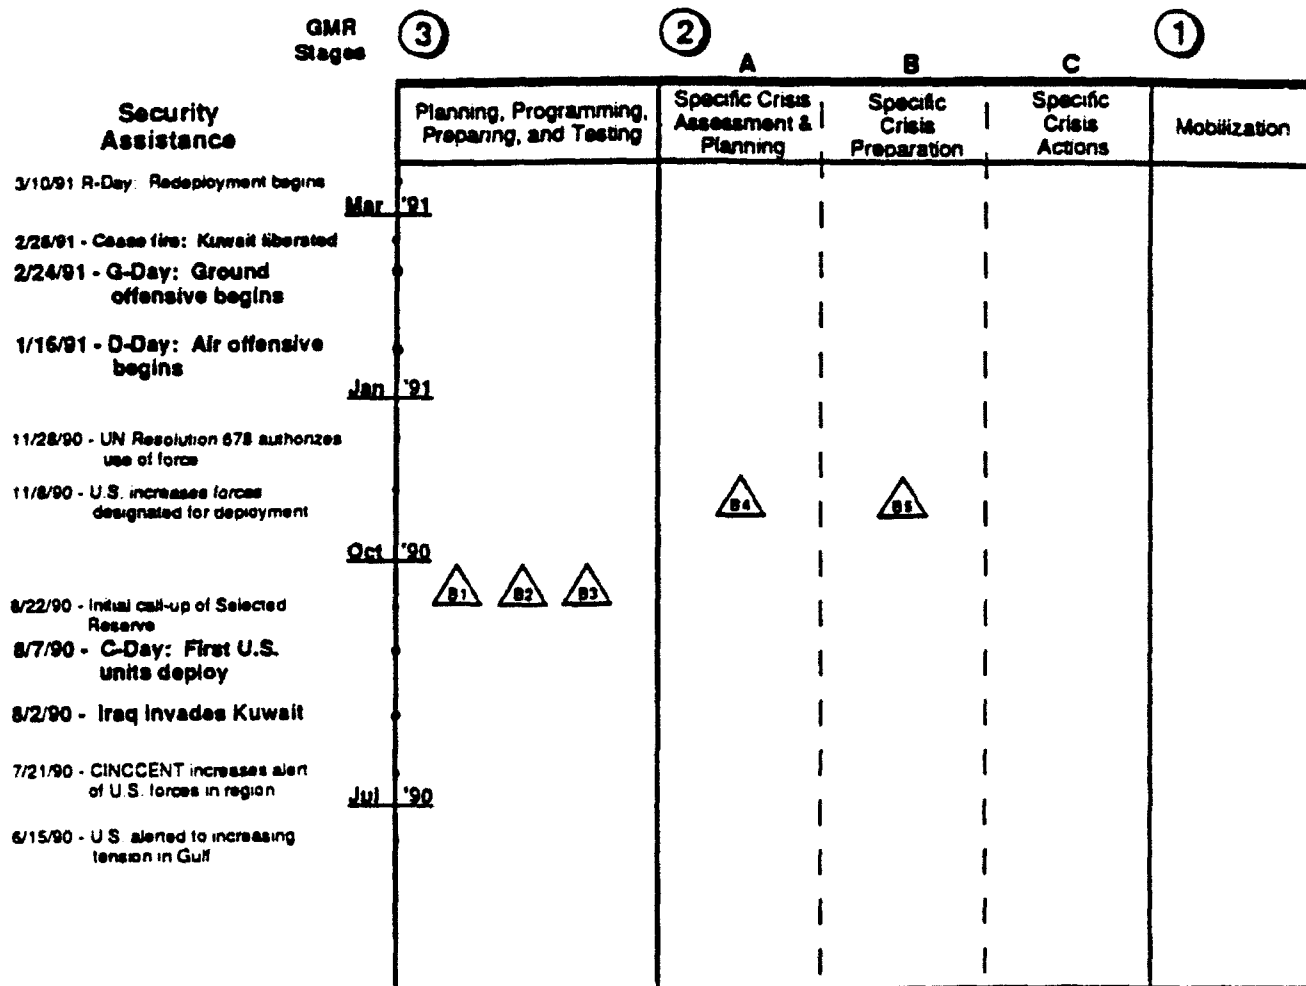 GMR
Stages
3
2
1
A
B
C
Security
Assistance
Planning, Programming,
Preparing, and Testing
Specific Crisis
Assessment &
Planning
Specific
Crisis
Preparation
Specific
Crisis
Actions
Mobilization
3/10/91 R-Day: Redeployment begins
Mar '91
2/28/91 - Cease fire: Kuwait liberated
2/24/91 - G-Day: Ground
offensive begins
1/16/91 - D-Day: Air offensive
begins
Jan '91
11/28/90 - UN Resolution 678 authorizes
use of force
11/8/90 - U.S. increases forces
designated for deployment
B4
B5
Oct '90
B1
B2
B3
8/22/90 - Initial call-up of Selected
Reserve
8/7/90 - C-Day: First U.S.
units deploy
8/2/90 - Iraq Invades Kuwait
7/21/90 - CINCCENT increases alert
of U.S. forces in region
Jul '90
6/15/90 - U.S. alerted to increasing
tension in Gulf